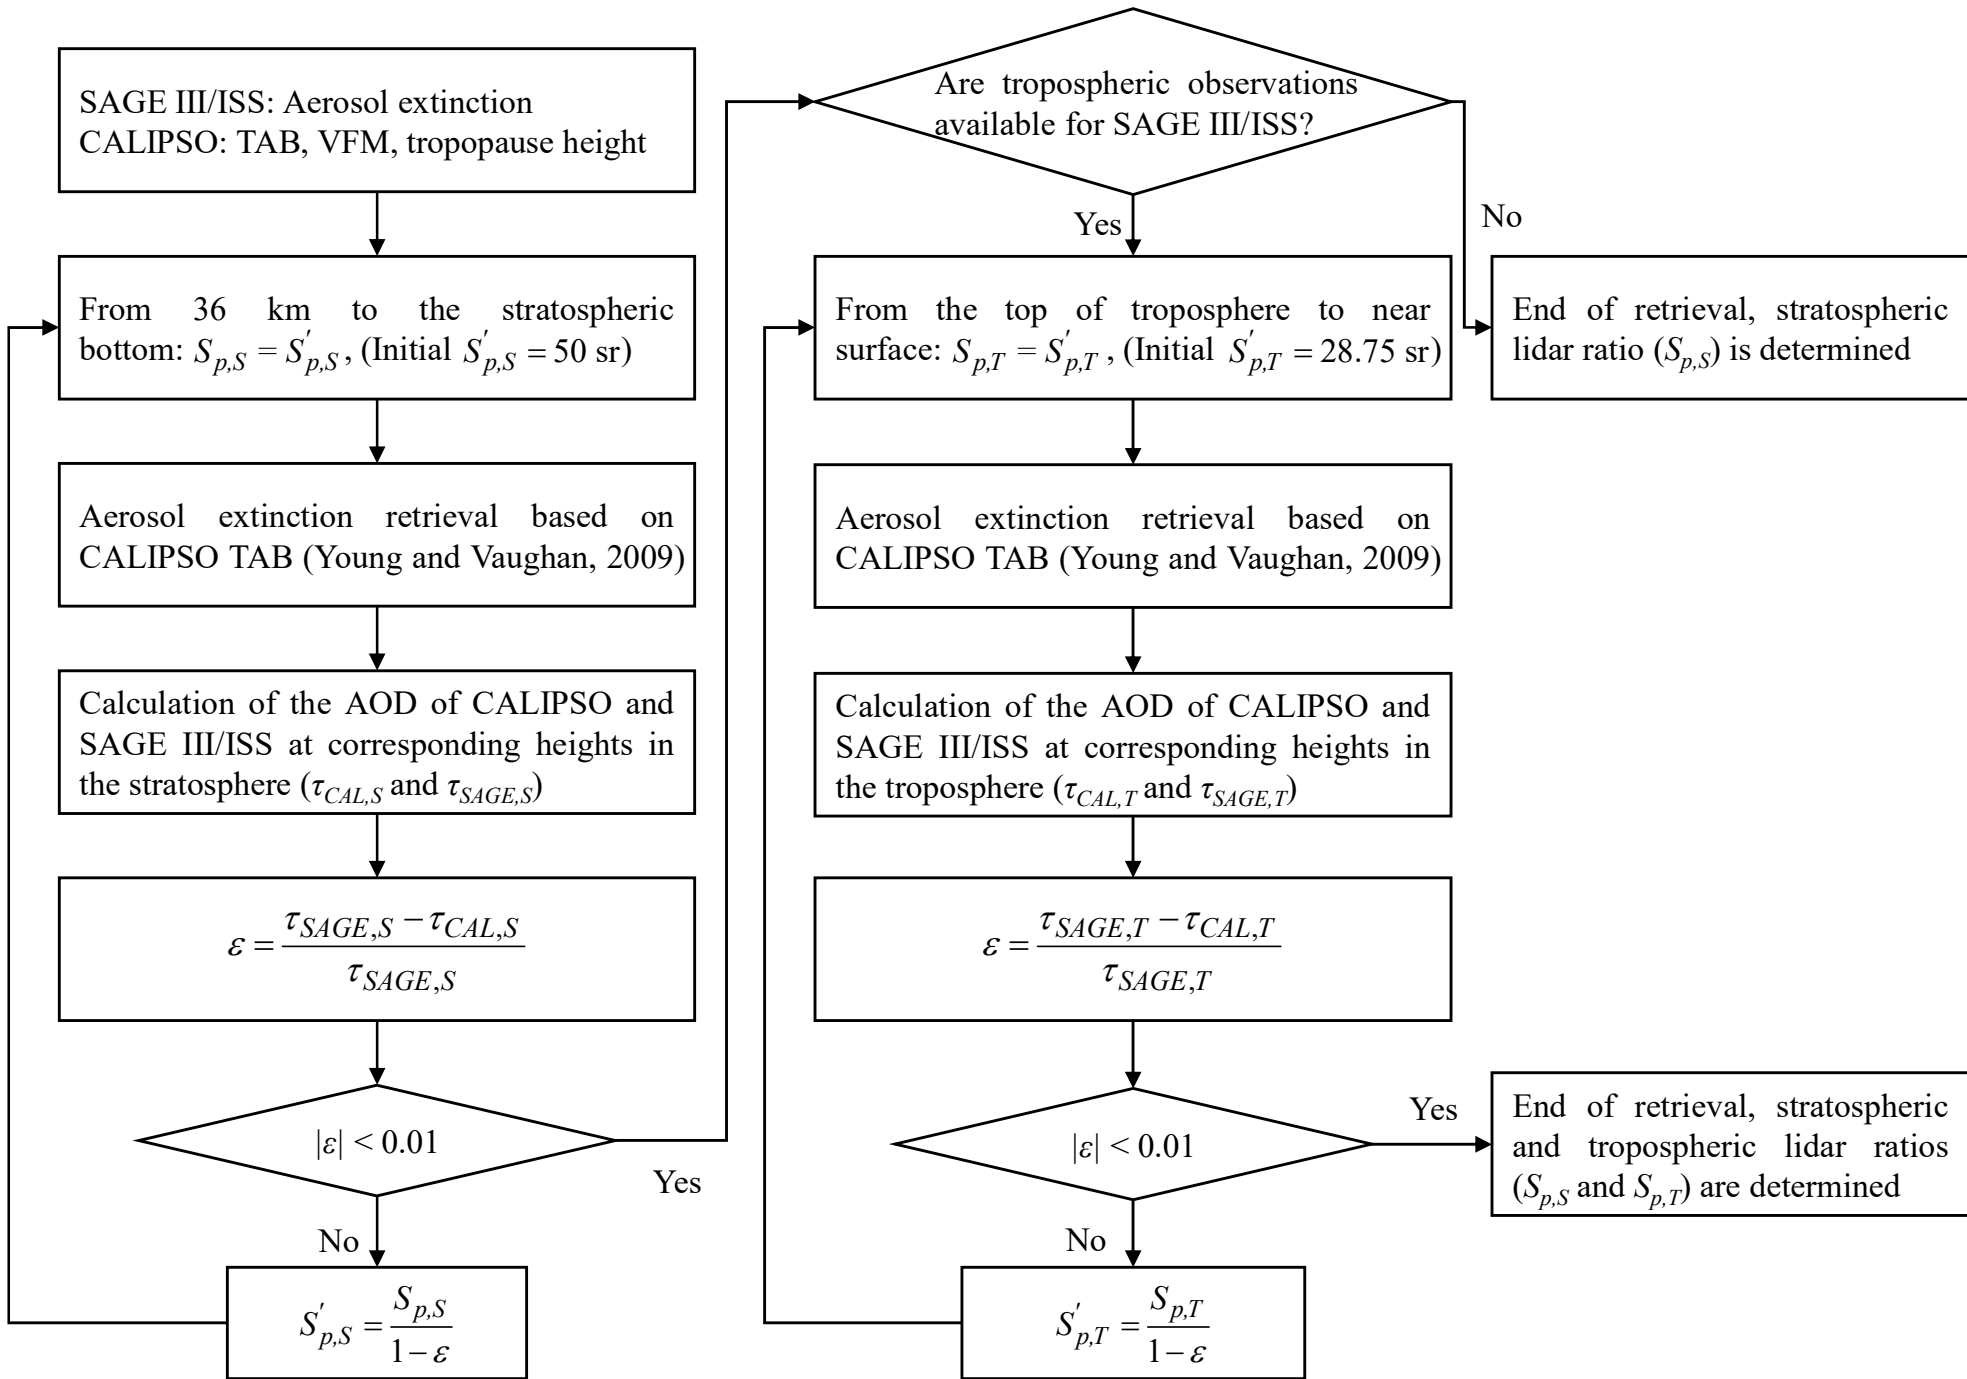 SAGE III/ISS: Aerosol extinction
CALIPSO: TAB, VFM, tropopause height
From 36 km to the stratospheric
bottom: S_{p,S} = S'_{p,S}, (Initial S'_{p,S} = 50 sr)
Aerosol extinction retrieval based on
CALIPSO TAB (Young and Vaughan, 2009)
Calculation of the AOD of CALIPSO and
SAGE III/ISS at corresponding heights in
the stratosphere (τ_{CAL,S} and τ_{SAGE,S})
ε = \frac{τ_{SAGE,S} − τ_{CAL,S}}{τ_{SAGE,S}}
|ε| < 0.01
Yes
No
S'_{p,S} = \frac{S_{p,S}}{1 − ε}
Are tropospheric observations
available for SAGE III/ISS?
Yes
No
End of retrieval, stratospheric
lidar ratio (S_{p,S}) is determined
From the top of troposphere to near
surface: S_{p,T} = S'_{p,T}, (Initial S'_{p,T} = 28.75 sr)
Aerosol extinction retrieval based on
CALIPSO TAB (Young and Vaughan, 2009)
Calculation of the AOD of CALIPSO and
SAGE III/ISS at corresponding heights in
the troposphere (τ_{CAL,T} and τ_{SAGE,T})
ε = \frac{τ_{SAGE,T} − τ_{CAL,T}}{τ_{SAGE,T}}
|ε| < 0.01
Yes
End of retrieval, stratospheric
and tropospheric lidar ratios
(S_{p,S} and S_{p,T}) are determined
No
S'_{p,T} = \frac{S_{p,T}}{1 − ε}